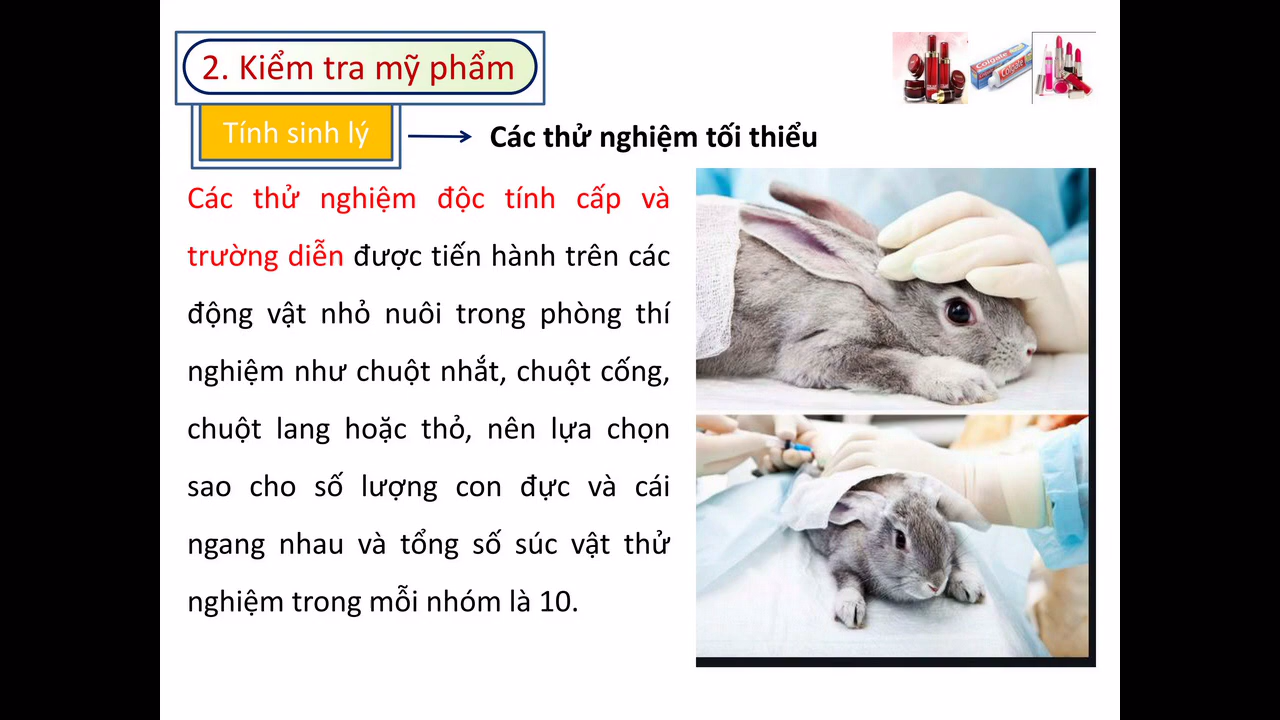 2. Kiểm tra mỹ phẩm
Colgate
Colgate
Tính sinh lý
Các thử nghiệm tối thiểu
Các thử nghiệm độc tính cấp và
trường diễn được tiến hành trên các
động vật nhỏ nuôi trong phòng thí
nghiệm như chuột nhắt, chuột cống,
chuột lang hoặc thỏ, nên lựa chọn
sao cho số lượng con đực và cái
ngang nhau và tổng số súc vật thử
nghiệm trong mỗi nhóm là 10.